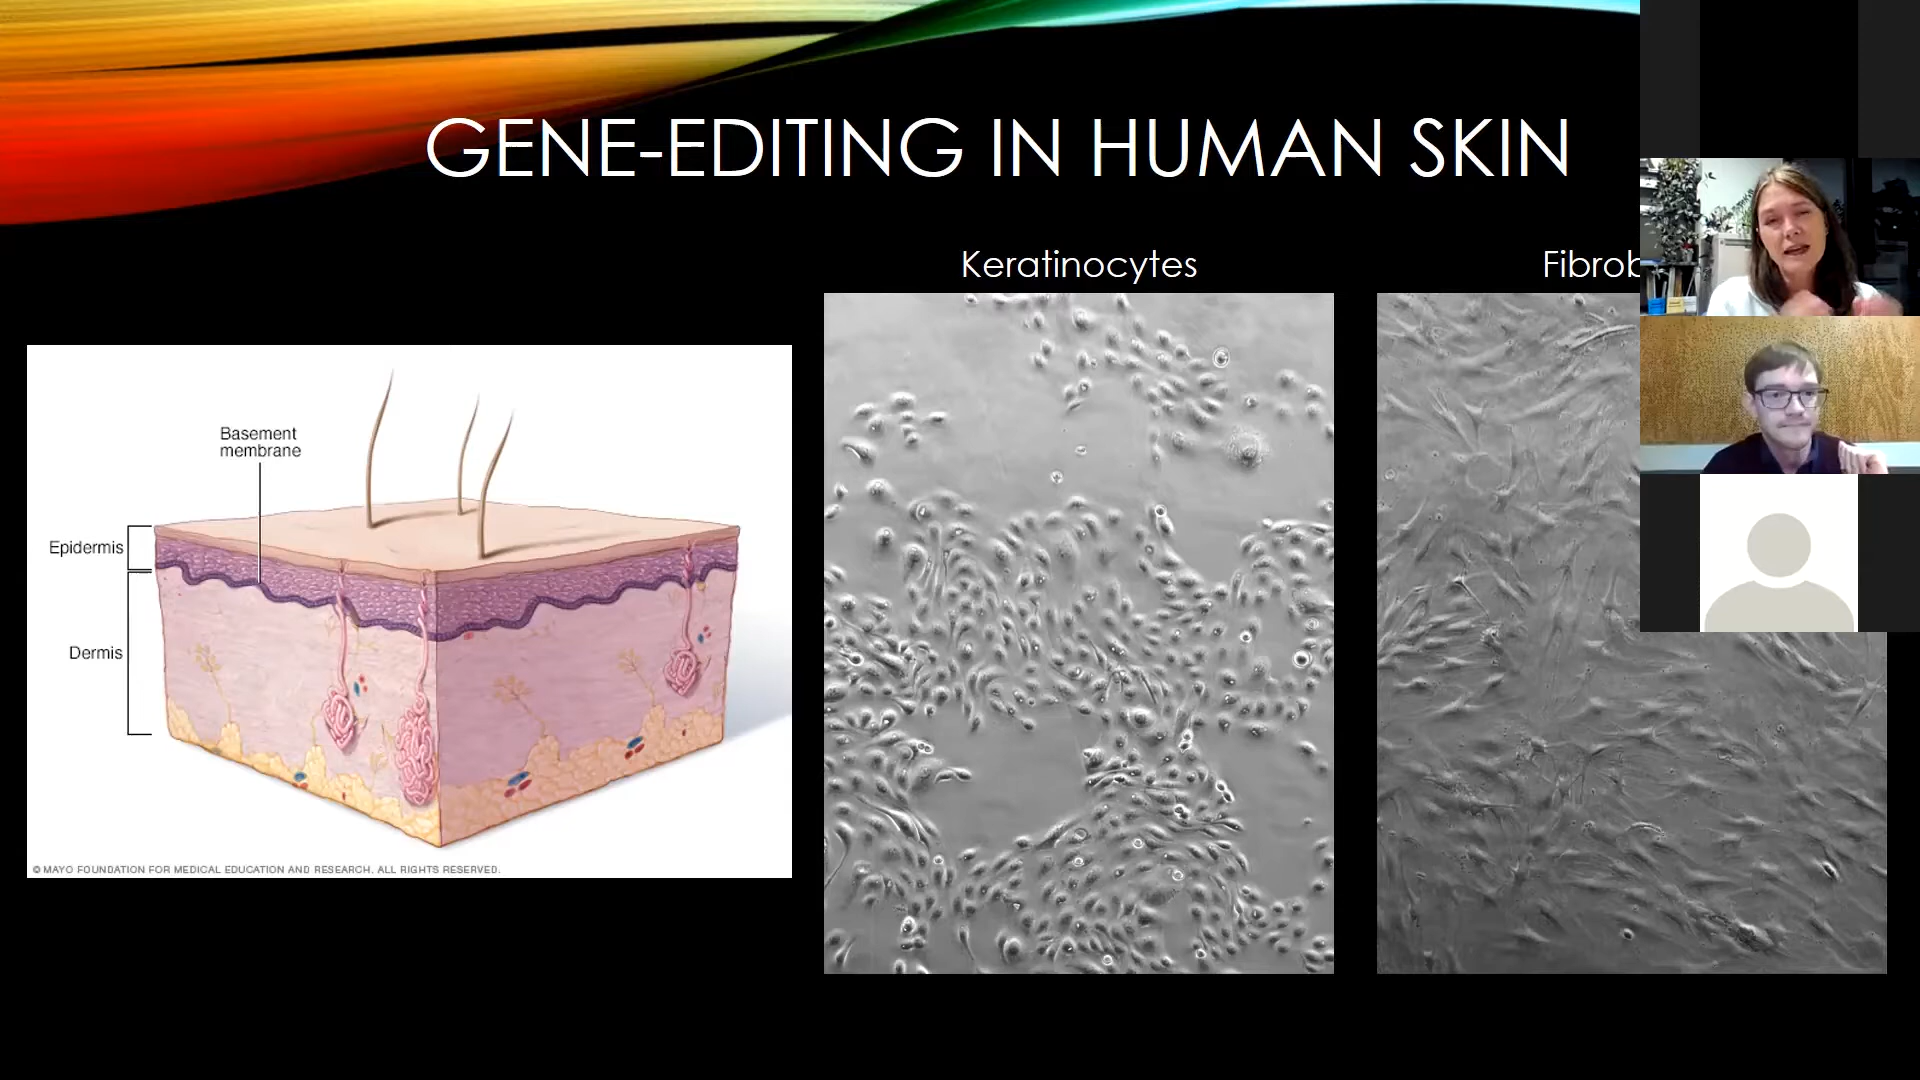 GENE-EDITING IN HUMAN SKIN
Keratinocytes
Fibrob
Basement
membrane
Epidermis
Dermis
© MAYO FOUNDATION FOR MEDICAL EDUCATION AND RESEARCH. ALL RIGHTS RESERVED.